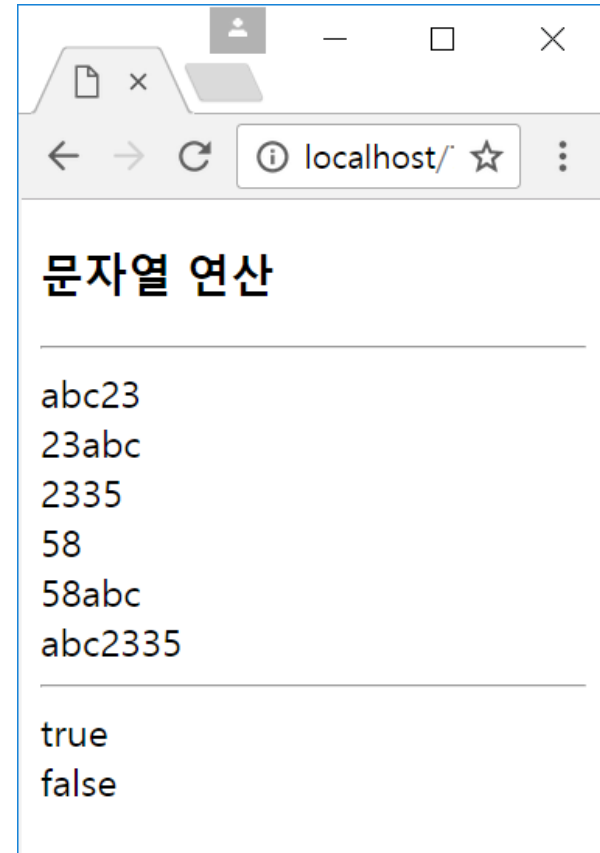 localhost/
문자열 연산
abc23
23abc
2335
58
58abc
abc2335
true
false